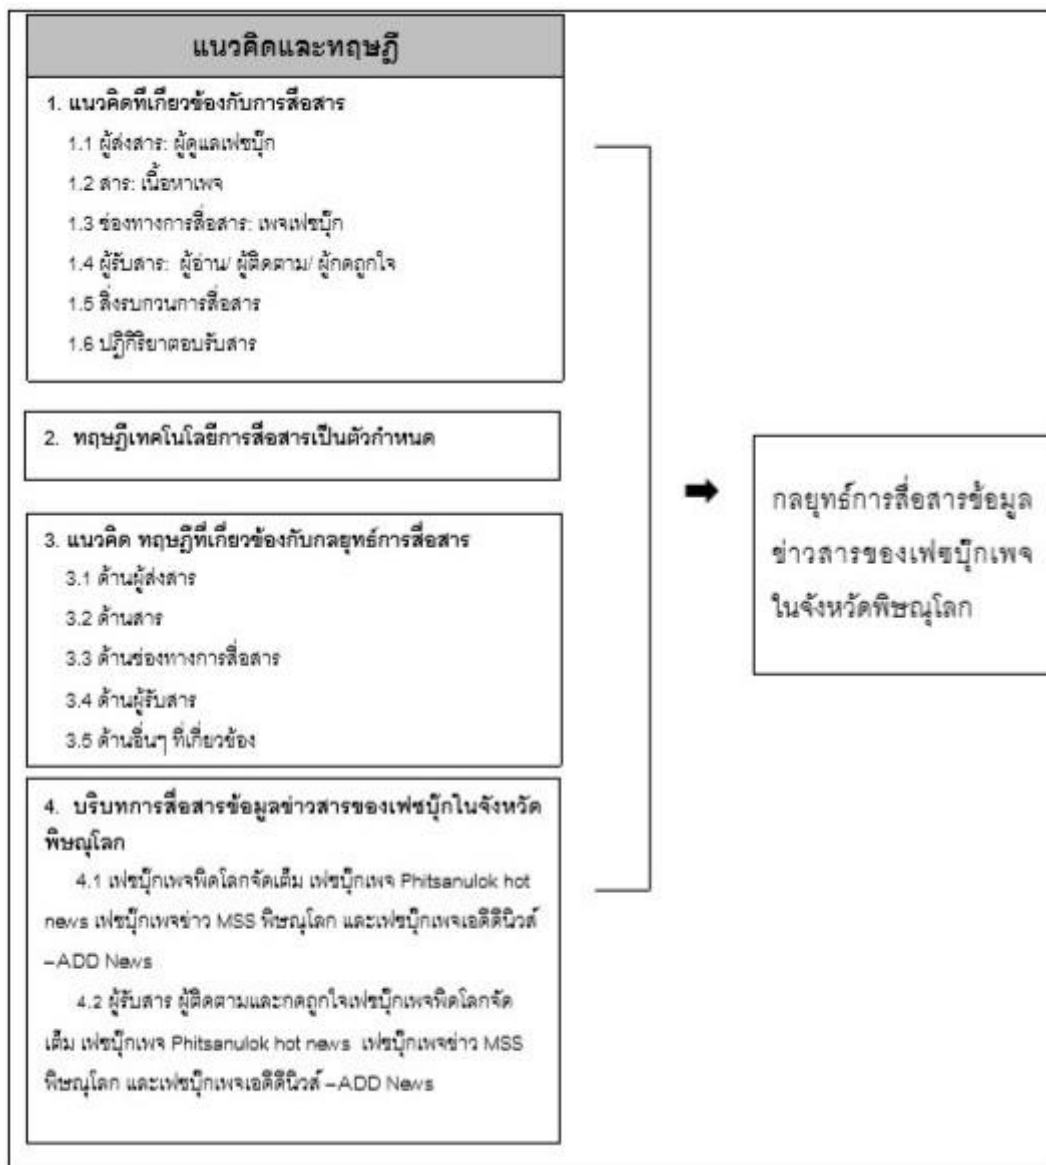 แนวคิดและทฤษฎี
1. แนวคิดที่เกี่ยวข้องกับการสื่อสาร
1.1 ผู้ส่งสาร: ผู้ดูแลเฟซบุ๊ก
1.2 สาร: เนื้อหาเพจ
1.3 ช่องทางการสื่อสาร: เพจเฟซบุ๊ก
1.4 ผู้รับสาร: ผู้อ่าน/ ผู้ติดตาม/ ผู้กดถูกใจ
1.5 สิ่งรบกวนการสื่อสาร
1.6 ปฏิกิริยาตอบรับสาร
2. ทฤษฎีเทคโนโลยีการสื่อสารเป็นตัวกำหนด
3. แนวคิด ทฤษฎีที่เกี่ยวข้องกับกลยุทธ์การสื่อสาร
3.1 ด้านผู้ส่งสาร
3.2 ด้านสาร
3.3 ด้านช่องทางการสื่อสาร
3.4 ด้านผู้รับสาร
3.5 ด้านอื่นๆ ที่เกี่ยวข้อง
4. บริบทการสื่อสารข้อมูลข่าวสารของเฟซบุ๊กในจังหวัด
พิษณุโลก
4.1 เฟซบุ๊กเพจพิดโลกจัดเต็ม เฟซบุ๊กเพจ Phitsanulok hot
news เฟซบุ๊กเพจข่าว MSS พิษณุโลก และเฟซบุ๊กเพจเอดีดีนิวส์
–ADD News
4.2 ผู้รับสาร ผู้ติดตามและกดถูกใจเฟซบุ๊กเพจพิดโลกจัด
เต็ม เฟซบุ๊กเพจ Phitsanulok hot news เฟซบุ๊กเพจข่าว MSS
พิษณุโลก และเฟซบุ๊กเพจเอดีดีนิวส์ –ADD News
กลยุทธ์การสื่อสารข้อมูล
ข่าวสารของเฟซบุ๊กเพจ
ในจังหวัดพิษณุโลก